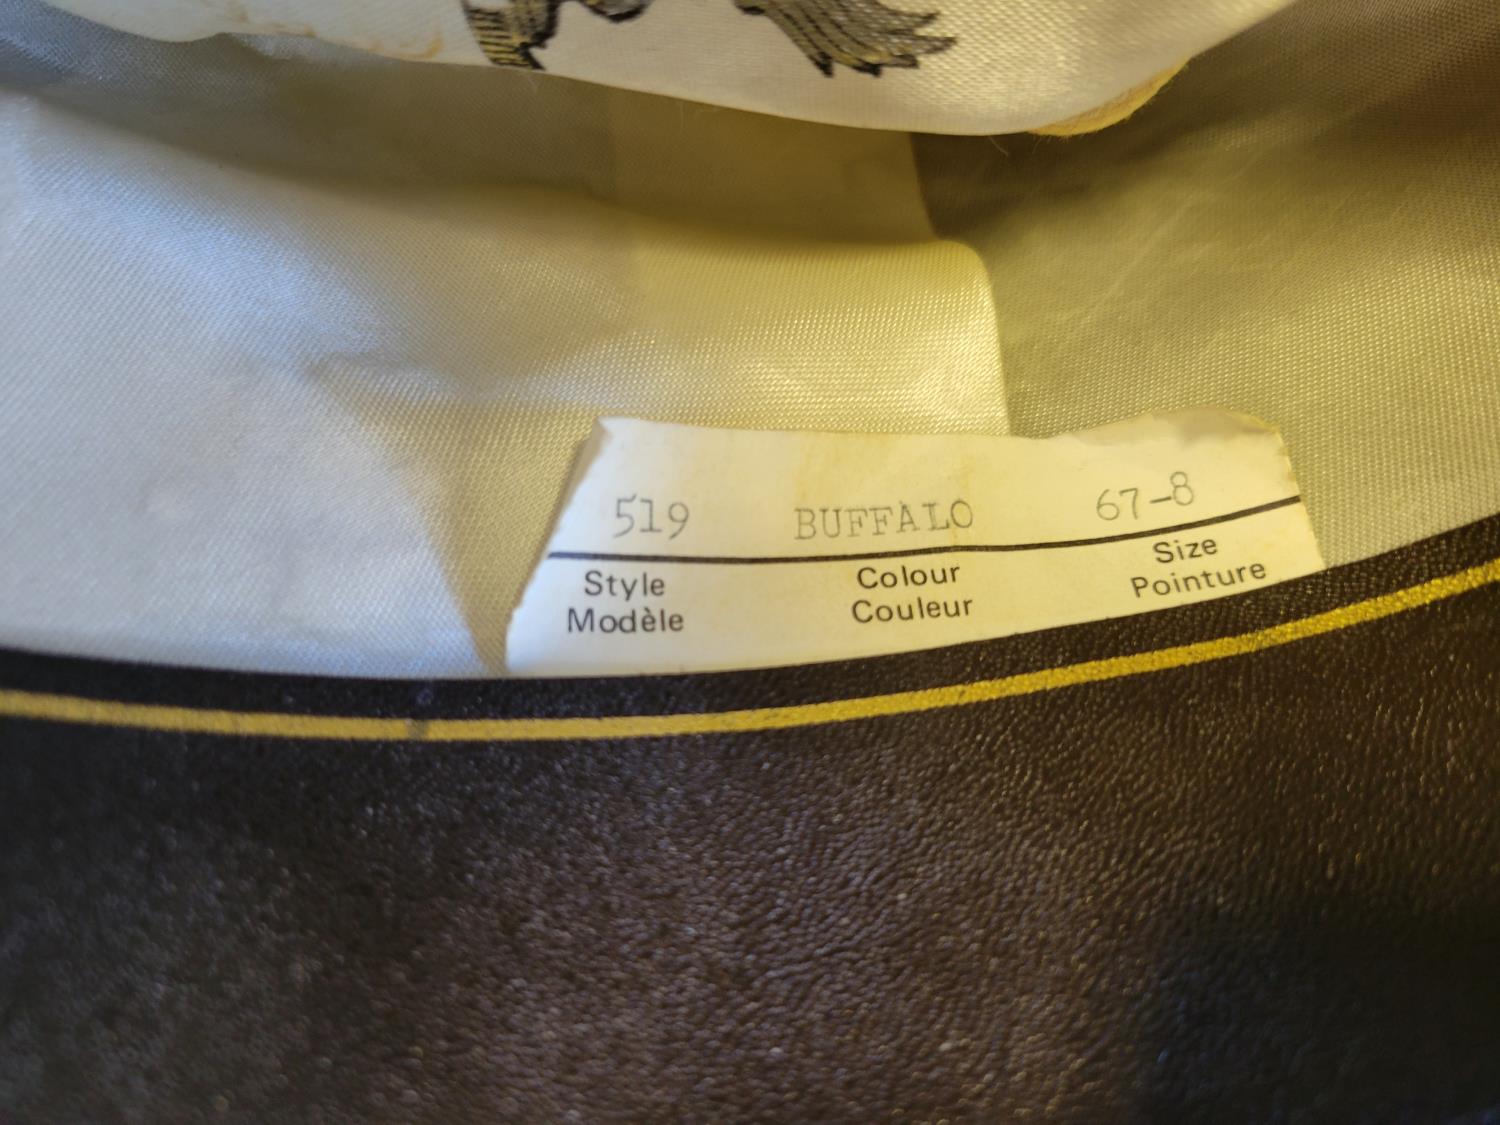 519 BUFFALO 67-8
Style Colour Size
Modèle Couleur Pointure